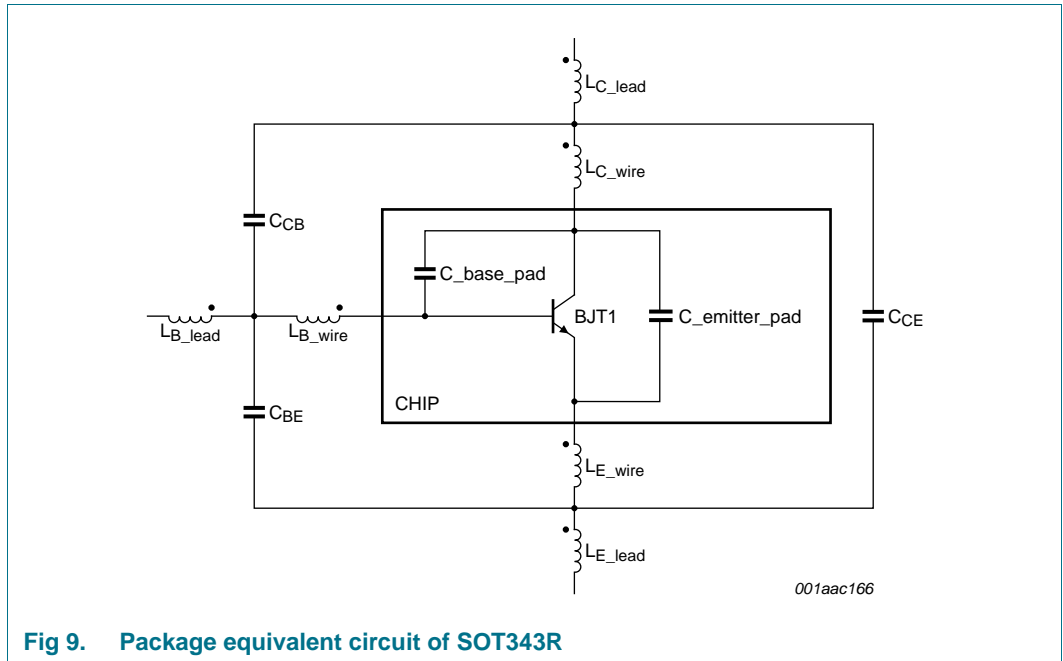 LC_lead
LC_wire
CCB
C_base_pad
BJT1
C_emitter_pad
CCE
LB_lead
LB_wire
CBE
CHIP
LE_wire
LE_lead
001aac166
Fig 9. Package equivalent circuit of SOT343R